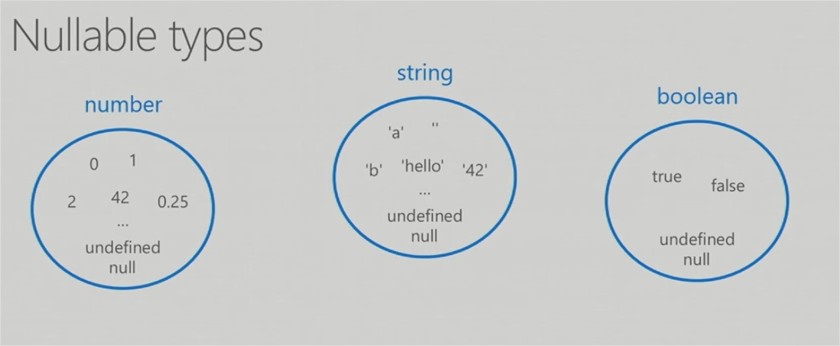 Nullable types
number
0 1
2 42 0.25
...
undefined
null
string
'a' ''
'b' 'hello' '42'
...
undefined
null
boolean
true false
undefined
null